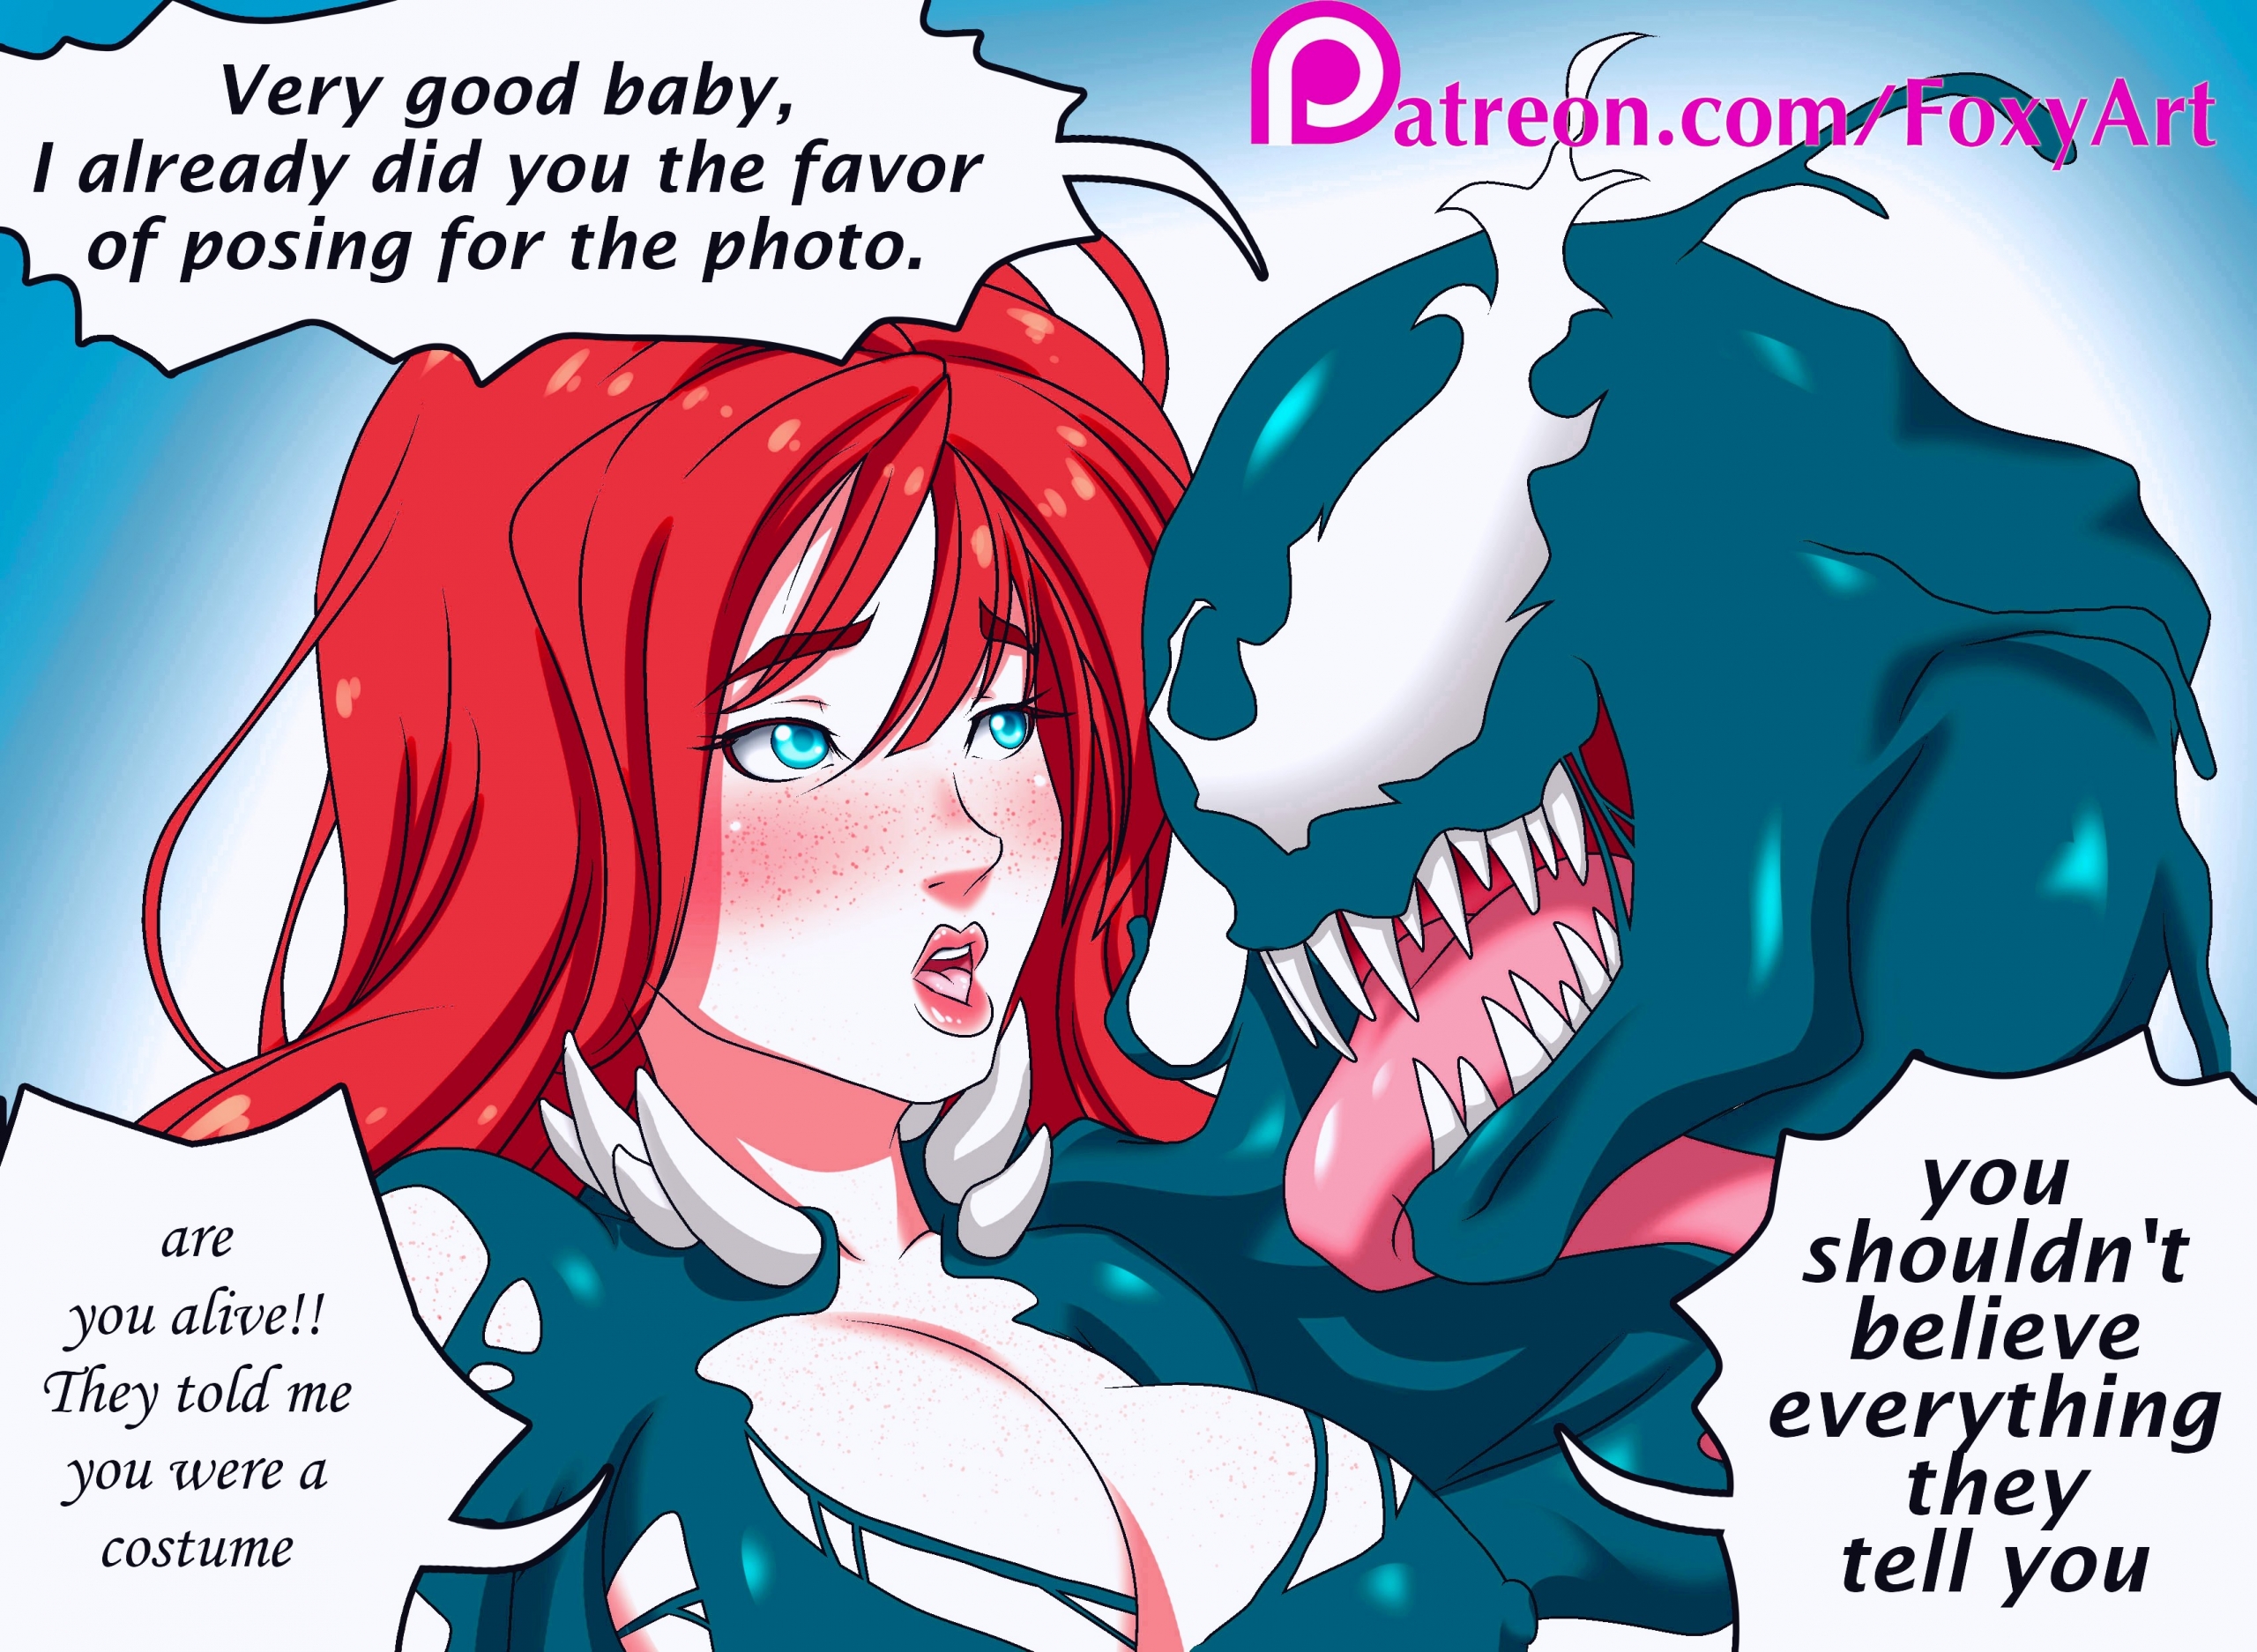 Very good baby,
I already did you the favor
of posing for the photo.
Patreon.com/FoxyArt
are
you alive!!
They told me
you were a
costume
you
shouldn't
believe
everything
they
tell you